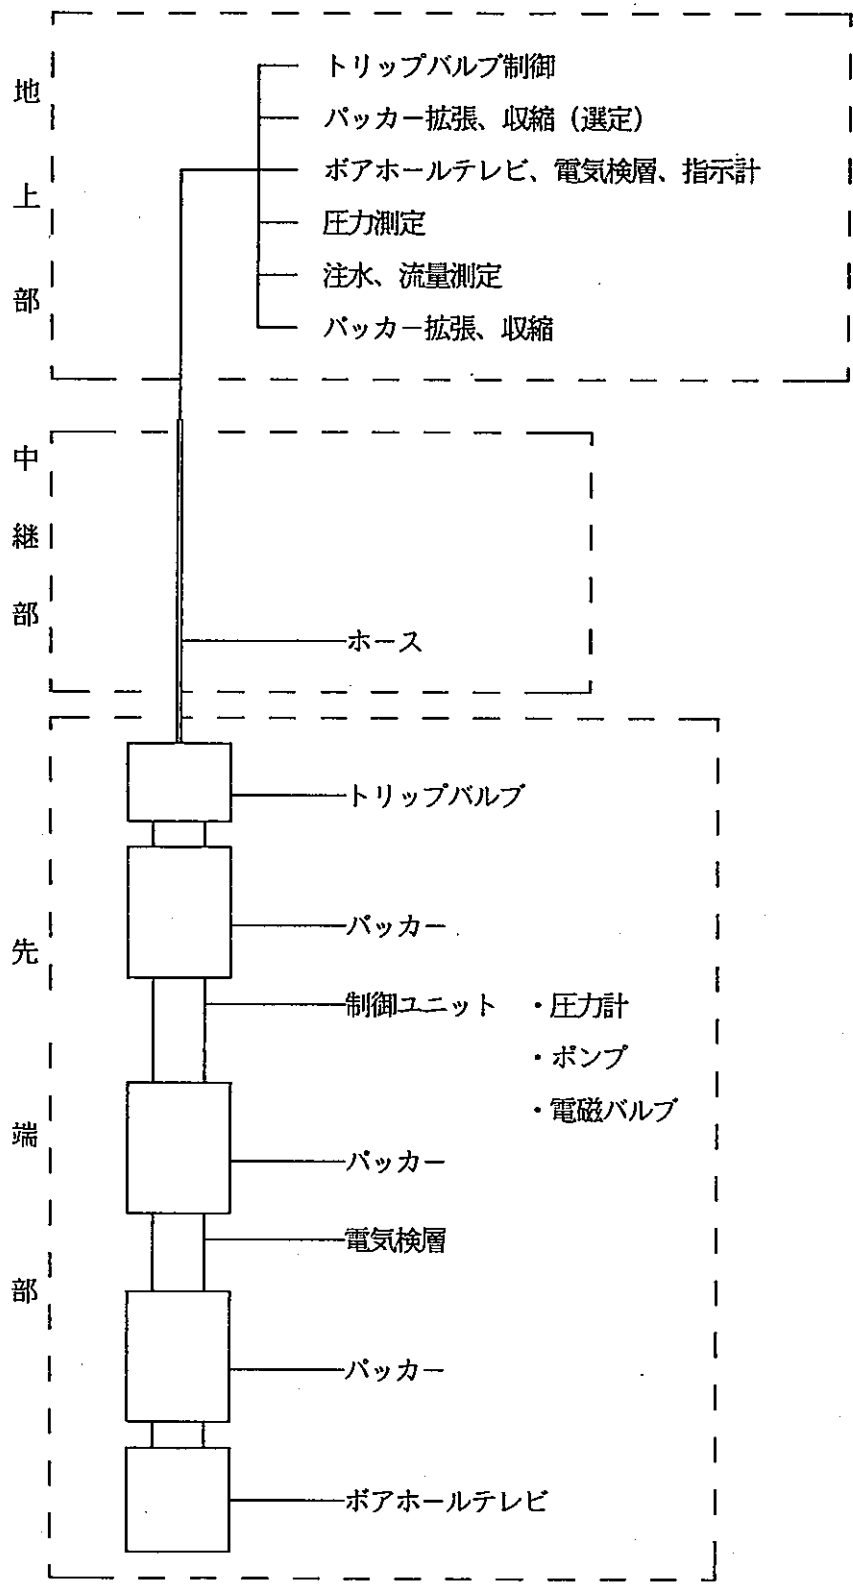 地上部
トリップバルブ制御
パッカー拡張、収縮（選定）
ボアホールテレビ、電気検層、指示計
圧力測定
注水、流量測定
パッカー拡張、収縮
中継部
ホース
先端部
トリップバルブ
パッカー
制御ユニット ・圧力計
・ポンプ
・電磁バルブ
パッカー
電気検層
パッカー
ボアホールテレビ